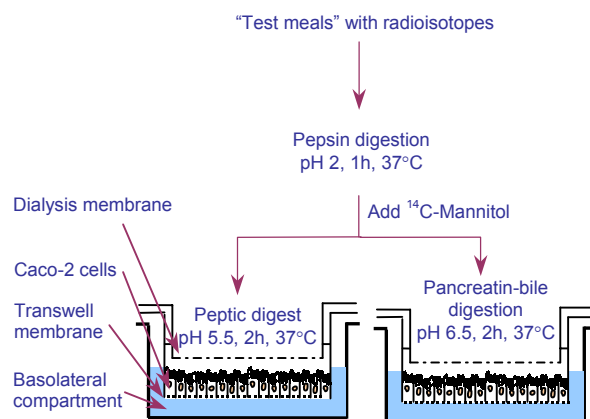 “Test meals” with radioisotopes
Pepsin digestion
pH 2, 1h, 37°C
Add ¹⁴C-Mannitol
Dialysis membrane
Caco-2 cells
Transwell
membrane
Basolateral
compartment
Peptic digest
pH 5.5, 2h, 37°C
Pancreatin-bile
digestion
pH 6.5, 2h, 37°C